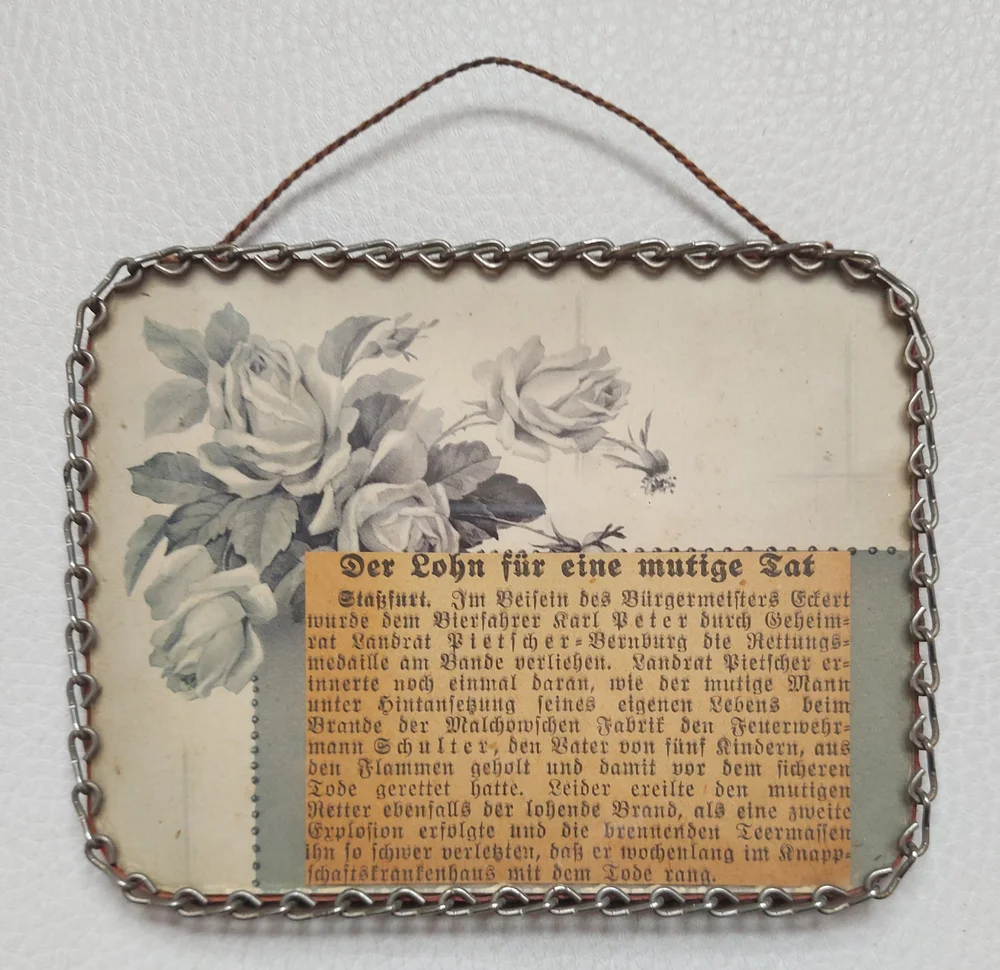 Der Lohn für eine mutige Tat
Staßfurt. Im Beisein des Bürgermeisters Eckert
wurde dem Bierfahrer Karl Peter durch Geheim-
rat Landrat Pietscher-Bernburg die Rettungs-
medaille am Bande verliehen. Landrat Pietscher er-
innerte noch einmal daran, wie der mutige Mann
unter Hintansetzung seines eigenen Lebens beim
Brande der Malchowschen Fabrik den Feuerwehr-
mann Schulter, den Vater von fünf Kindern, aus
den Flammen geholt und damit vor dem sicheren
Tode gerettet hatte. Leider ereilte den mutigen
Retter ebenfalls der lohende Brand, als eine zweite
Explosion erfolgte und die brennenden Teermassen
ihn so schwer verletzten, daß er wochenlang im Knapp-
schaftskrankenhaus mit dem Tode rang.